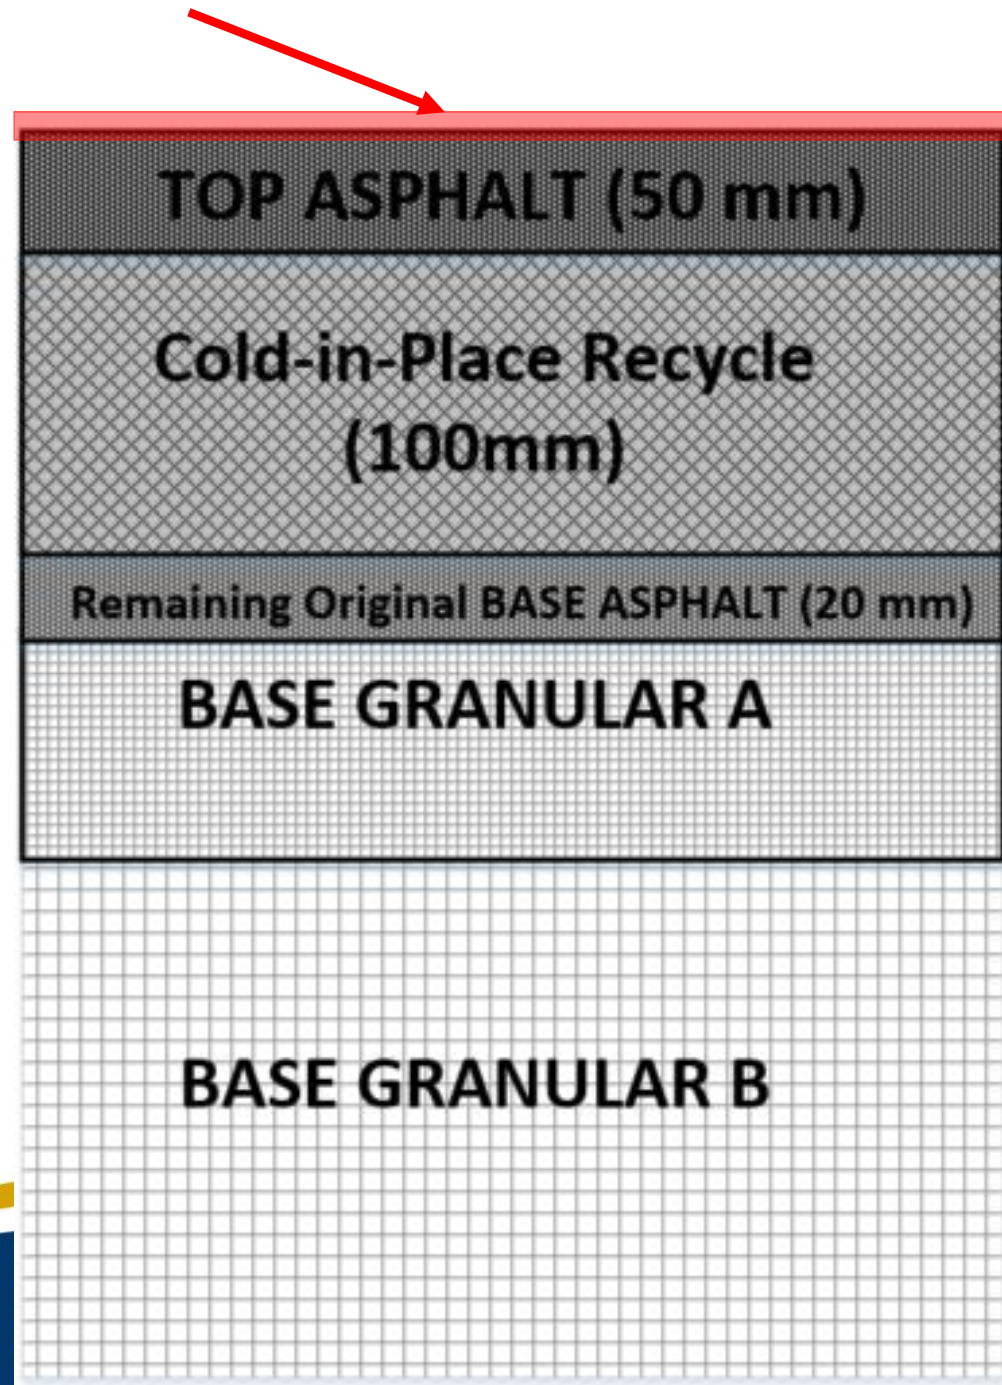 TOP ASPHALT (50 mm)
Cold-in-Place Recycle
(100mm)
Remaining Original BASE ASPHALT (20 mm)
BASE GRANULAR A
BASE GRANULAR B